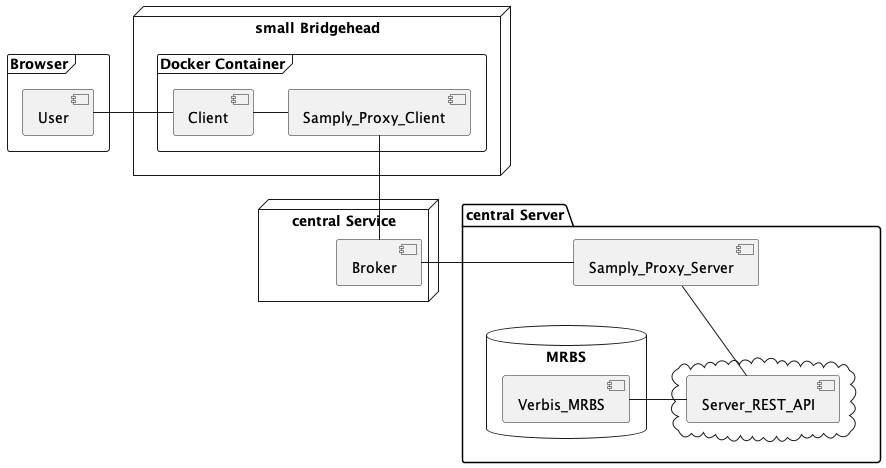 small Bridgehead
Browser
Docker Container
User
Client
Samply_Proxy_Client
central Service
central Server
Broker
Samply_Proxy_Server
MRBS
Verbis_MRBS
Server_REST_API